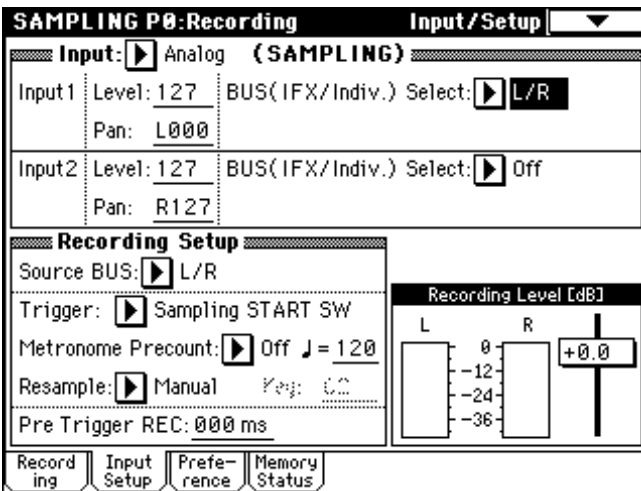 SAMPLING P0:Recording Input/Setup
Input: Analog (SAMPLING)
Input1 Level: 127 BUS(IFX/Indiv.) Select: L/R
Pan: L000
Input2 Level: 127 BUS(IFX/Indiv.) Select: Off
Pan: R127
Recording Setup
Source BUS: L/R
Trigger: Sampling START SW
Metronome Precount: Off ♩=120
Resample: Manual Key: C2
Pre Trigger REC: 000 ms
Recording Level [dB]
L R
0
-12
-24
-36
+0.0
Record
ing
Input
Setup
Prefe-
rence
Memory
Status